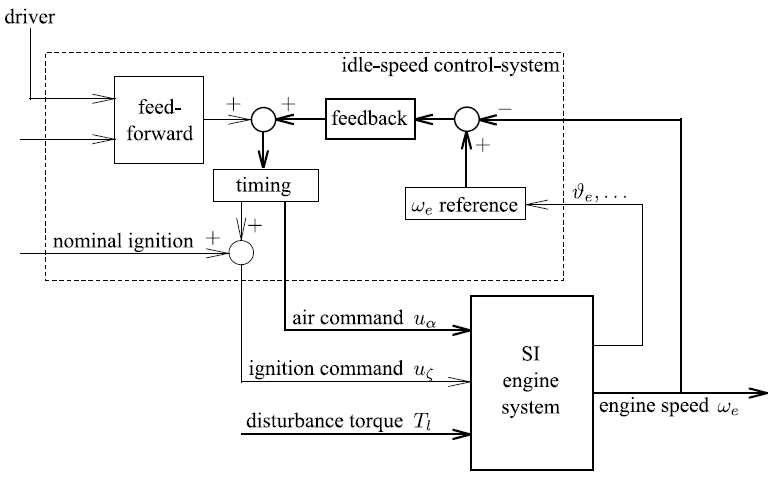 driver
idle-speed control-system
feed-
forward
+
+
feedback
−
+
timing
ω_e reference
ϑ_e, . . .
+
nominal ignition
+
air command u_α
SI
engine
system
ignition command u_ζ
engine speed ω_e
disturbance torque T_l